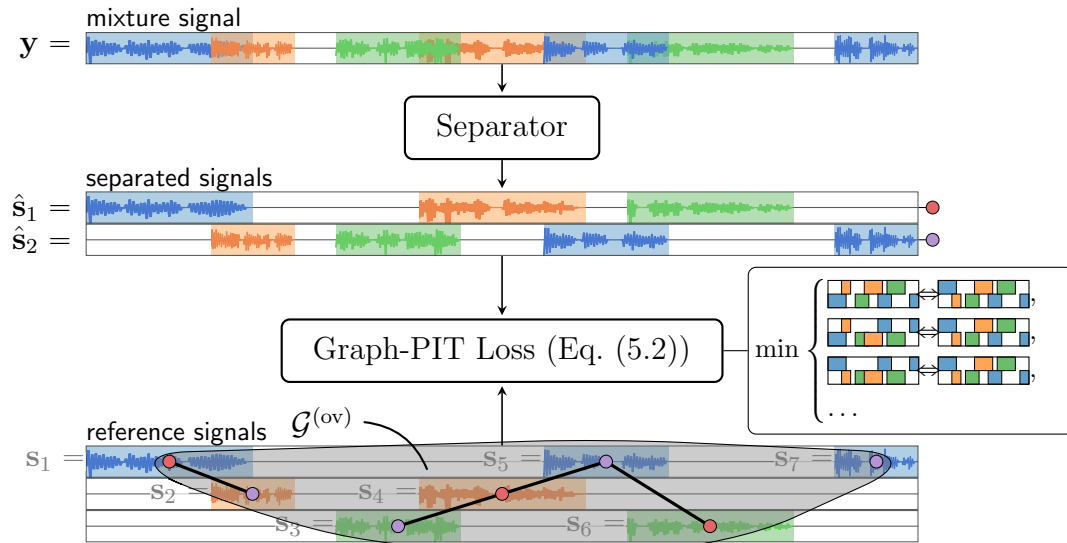 mixture signal
y =
Separator
separated signals
ŝ₁ =
ŝ₂ =
Graph-PIT Loss (Eq. (5.2))
min { ,
,
,
...
𝒢⁽ᵒᵛ⁾
reference signals
s₁ = s₅ = s₇ =
s₂ = s₄ =
s₃ = s₆ =